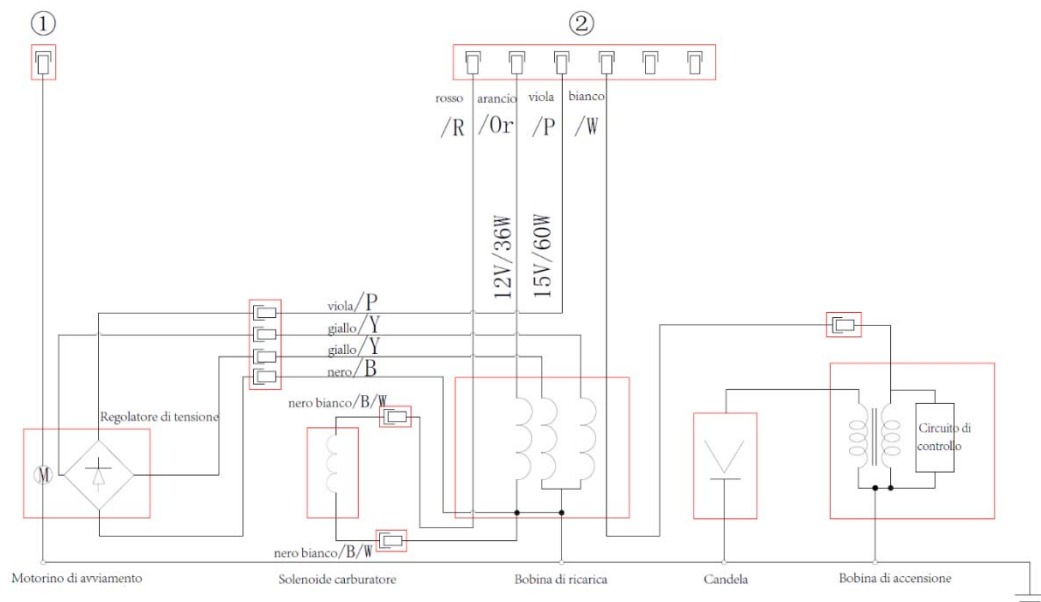 ① ②
rosso arancio viola bianco
/R /Or /P /W
12V/36W
15V/60W
viola/P
giallo/Y
giallo/Y
nero/B
nero bianco/B/W
Regolatore di tensione
Circuito di
controllo
M
nero bianco/B/W
Motorino di avviamento Solenoide carburatore Bobina di ricarica Candela Bobina di accensione